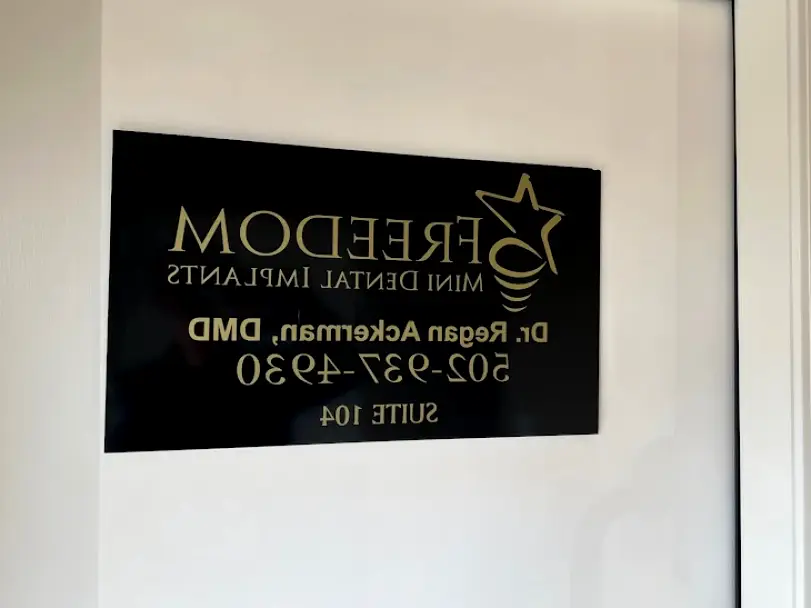 FREEDOM
MINI DENTAL IMPLANTS
Dr. Regan Ackerman, DMD
502-937-4930
SUITE 104